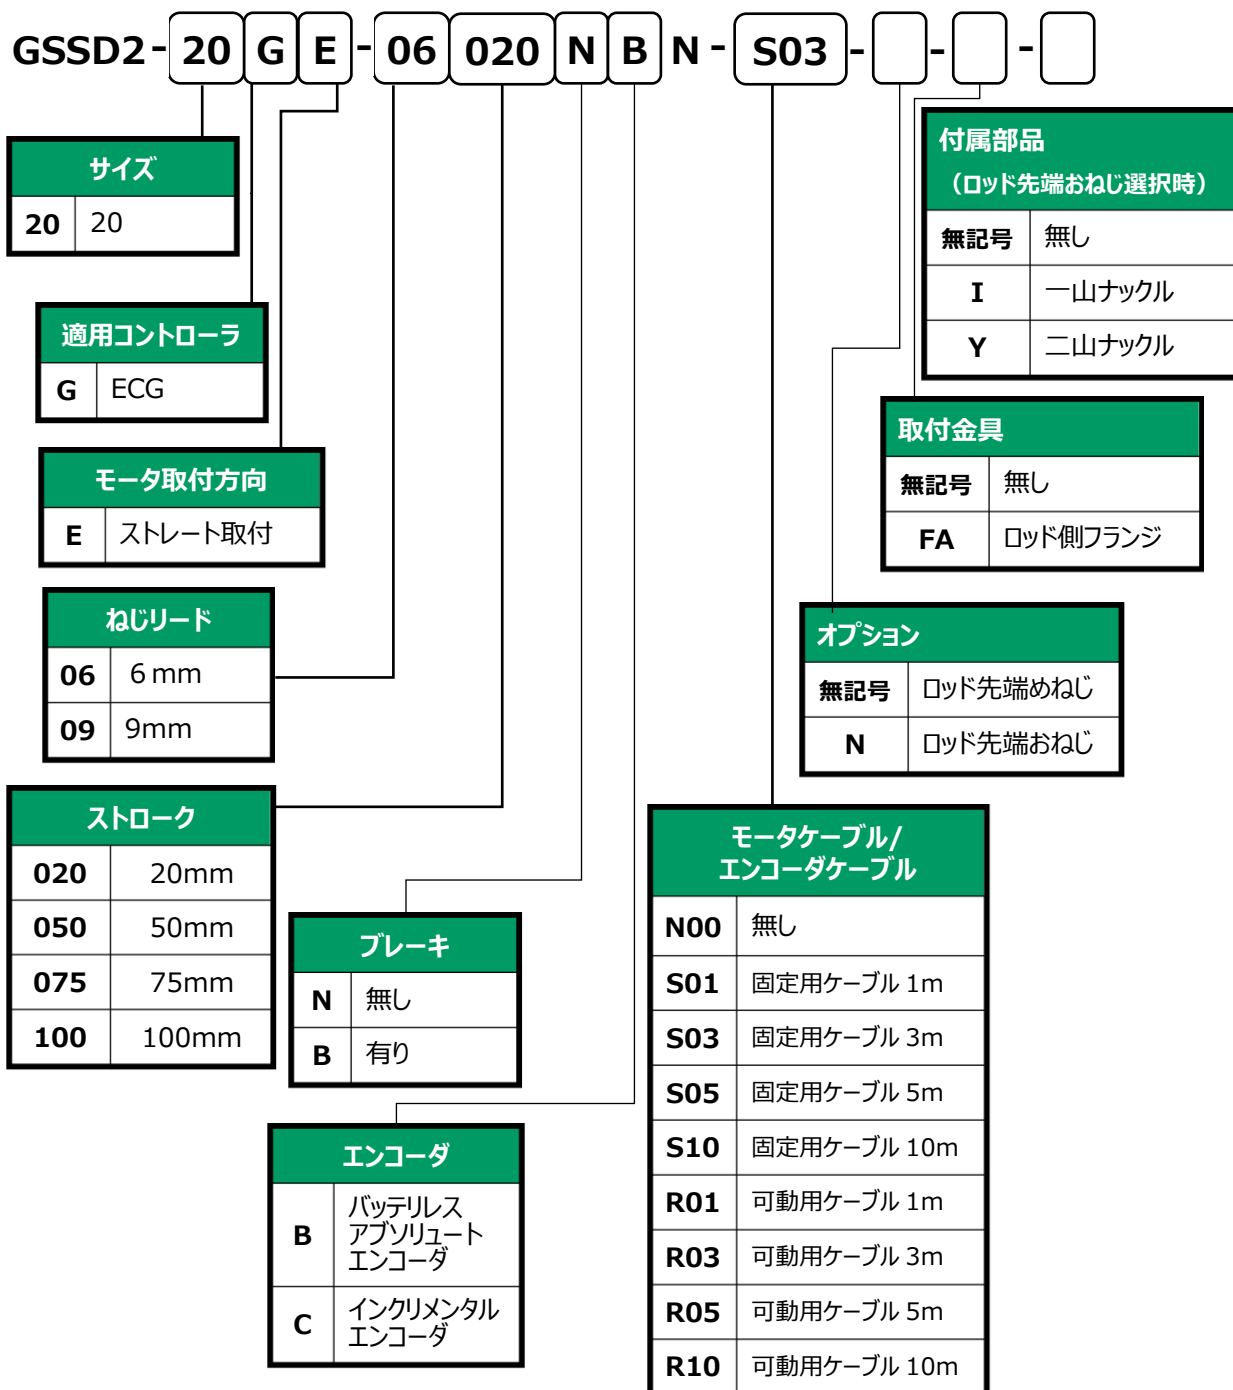 GSSD2-20GE-06020NBN-S03-   -   -
サイズ
20 20
適用コントローラ
G ECG
モータ取付方向
E ストレート取付
ねじリード
06 6mm
09 9mm
ストローク
020 20mm
050 50mm
075 75mm
100 100mm
ブレーキ
N 無し
B 有り
エンコーダ
B バッテリレス
アブソリュート
エンコーダ
C インクリメンタル
エンコーダ
モータケーブル/
エンコーダケーブル
N00 無し
S01 固定用ケーブル 1m
S03 固定用ケーブル 3m
S05 固定用ケーブル 5m
S10 固定用ケーブル 10m
R01 可動用ケーブル 1m
R03 可動用ケーブル 3m
R05 可動用ケーブル 5m
R10 可動用ケーブル 10m
オプション
無記号 ロッド先端めねじ
N ロッド先端おねじ
取付金具
無記号 無し
FA ロッド側フランジ
付属部品
（ロッド先端おねじ選択時）
無記号 無し
I 一山ナックル
Y 二山ナックル